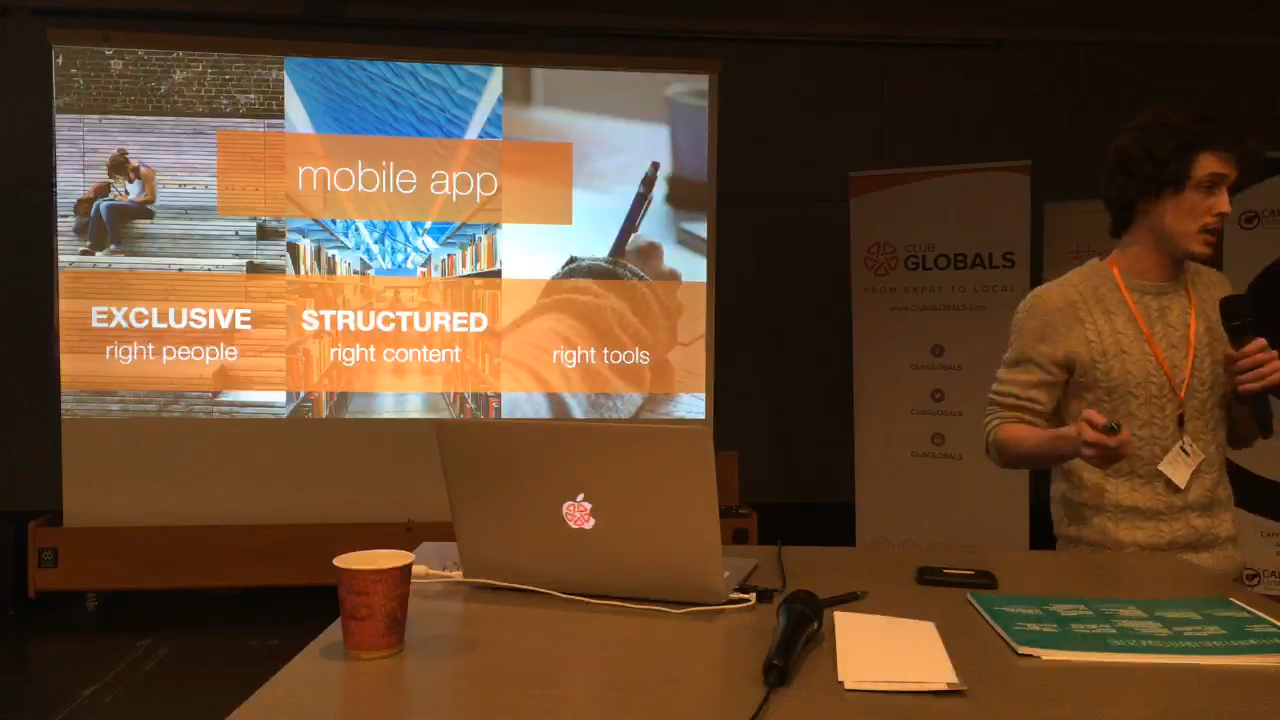 mobile app
EXCLUSIVE
right people
STRUCTURED
right content
right tools
CLUB
GLOBALS
FROM EXPAT TO LOCAL
www.ClubGLOBALS.com
ClubGLOBALS
ClubGLOBALS
ClubGLOBALS